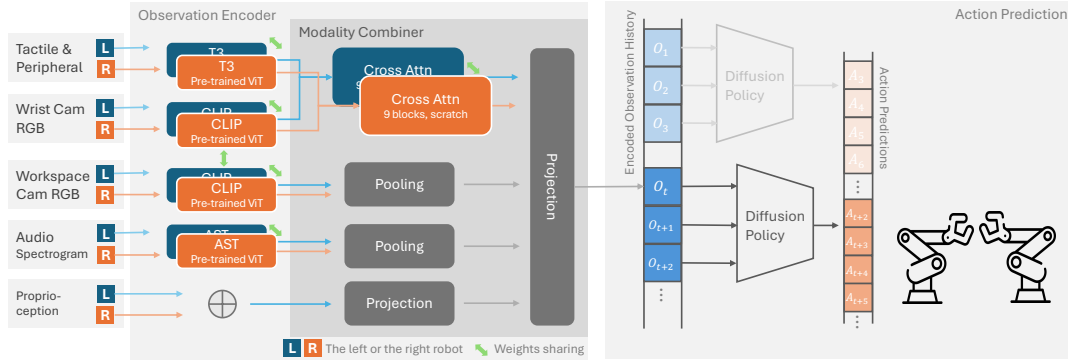 Observation Encoder
Modality Combiner
Tactile &
Peripheral
L
R
T3
T3
Pre-trained ViT
Cross Attn
9
Cross Attn
9 blocks, scratch
Wrist Cam
RGB
L
R
CLIP
CLIP
Pre-trained ViT
Workspace
Cam RGB
L
R
CLIP
CLIP
Pre-trained ViT
Pooling
Audio
Spectrogram
L
R
AST
AST
Pre-trained ViT
Pooling
Proprio-
ception
L
R
Projection
Projection
L R The left or the right robot
Weights sharing
Action Prediction
Encoded Observation History
O₁
O₂
O₃
Oₜ
Oₜ₊₁
Oₜ₊₂
⋮
Diffusion
Policy
Diffusion
Policy
A₃
A₄
A₅
A₆
⋮
Aₜ₊₂
Aₜ₊₃
Aₜ₊₄
Aₜ₊₅
⋮
Action Predictions